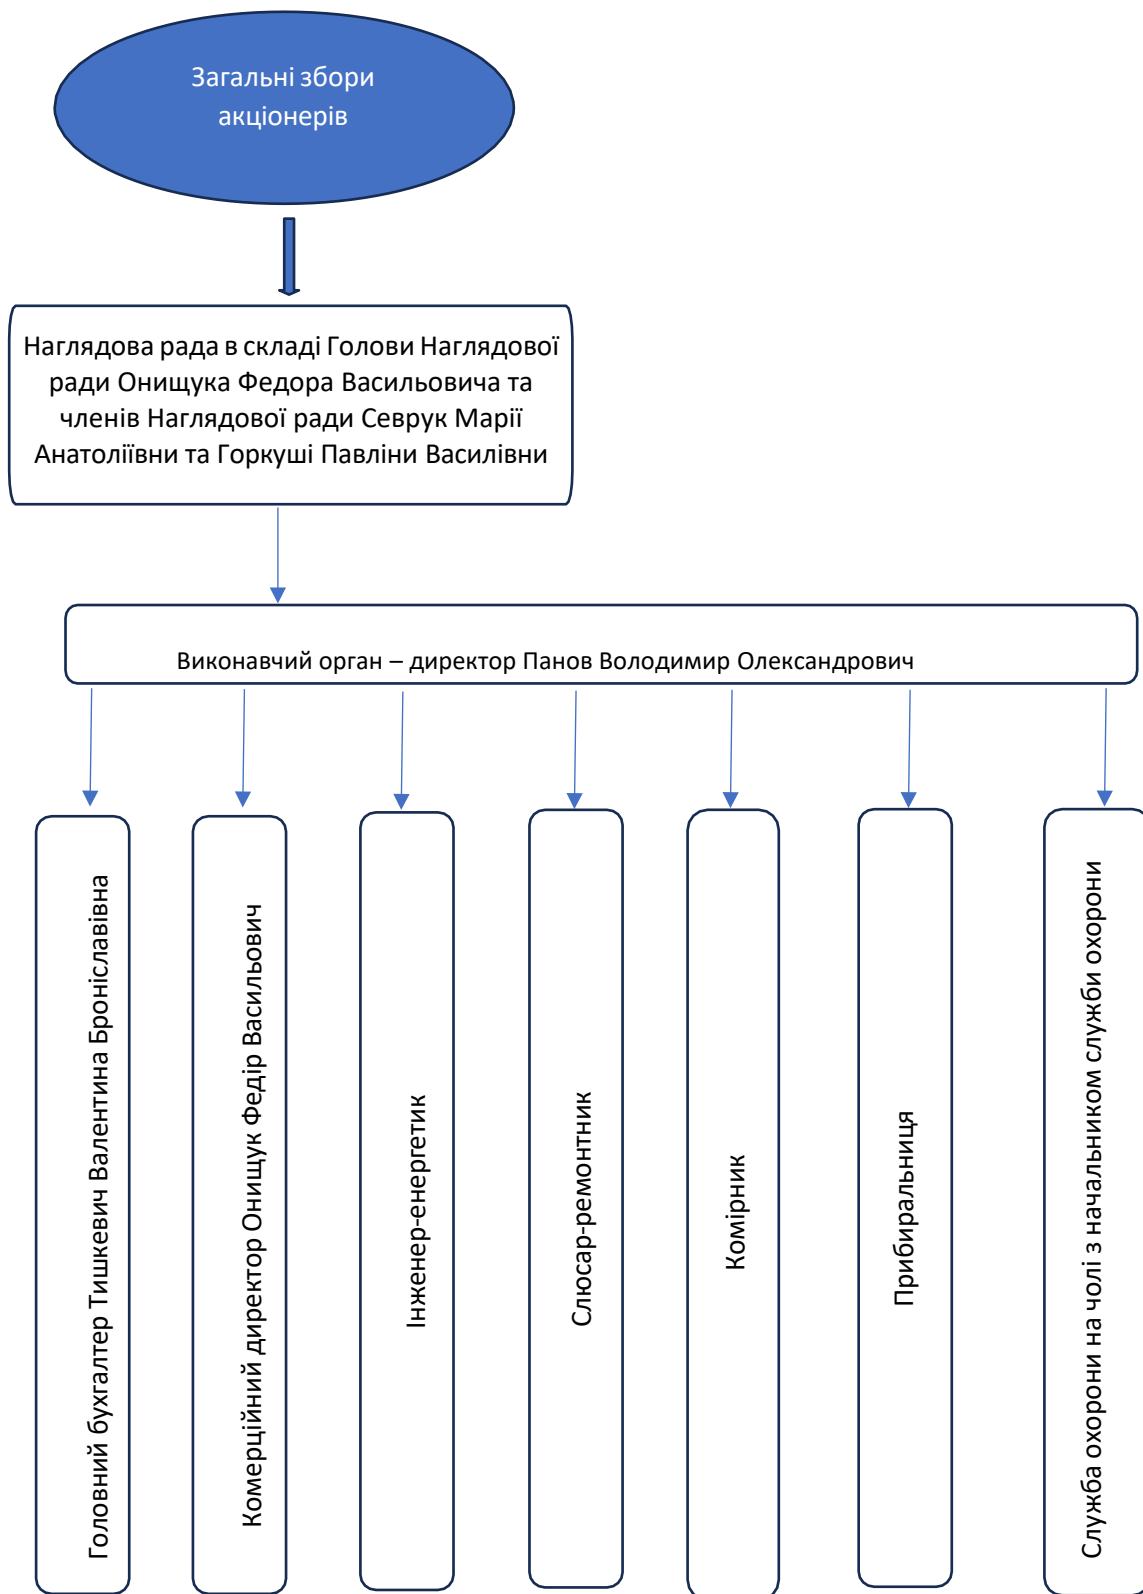 Загальні збори
акціонерів
Наглядова рада в складі Голови Наглядової
ради Онищука Федора Васильовича та
членів Наглядової ради Севрук Марії
Анатоліївни та Горкуші Павліни Василівни
Виконавчий орган – директор Панов Володимир Олександрович
Головний бухгалтер Тишкевич Валентина Броніславівна
Комерційний директор Онищук Федір Васильович
Інженер-енергетик
Слюсар-ремонтник
Комірник
Прибиральниця
Служба охорони на чолі з начальником служби охорони